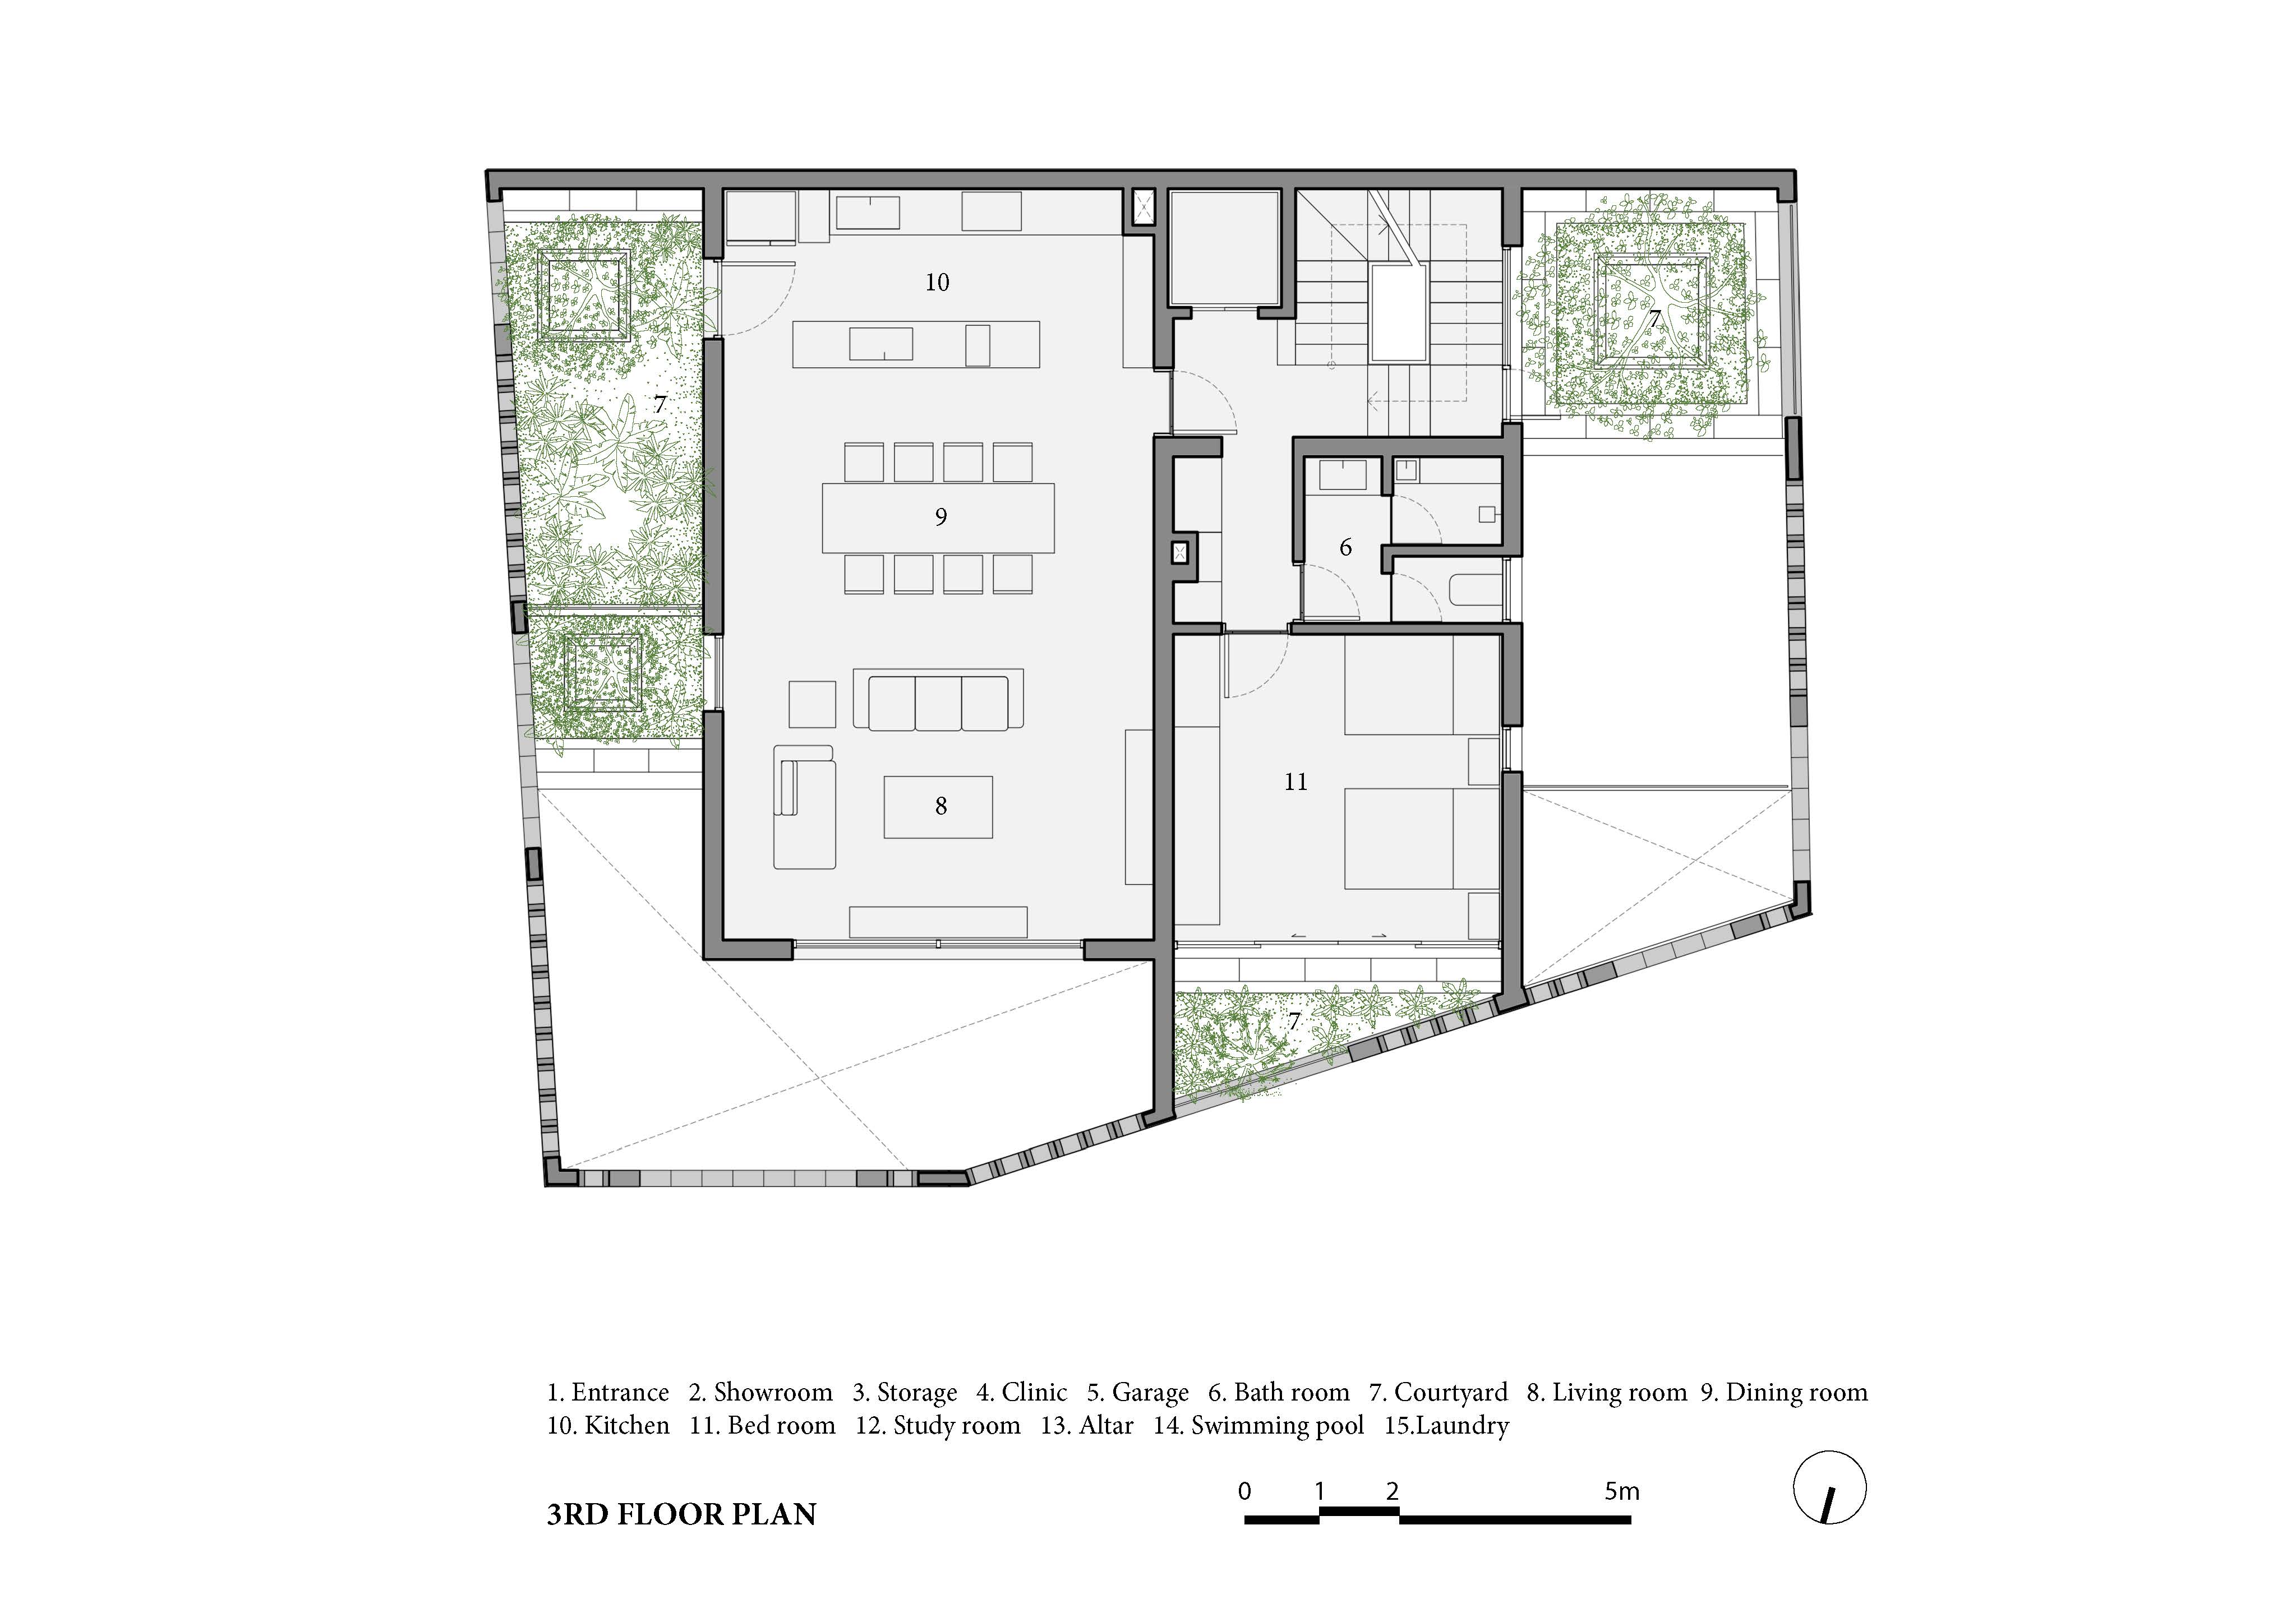 10
7
7
9
6
11
8
7
1. Entrance 2. Showroom 3. Storage 4. Clinic 5. Garage 6. Bath room 7. Courtyard 8. Living room 9. Dining room
10. Kitchen 11. Bed room 12. Study room 13. Altar 14. Swimming pool 15.Laundry
0 1 2 5m
3RD FLOOR PLAN